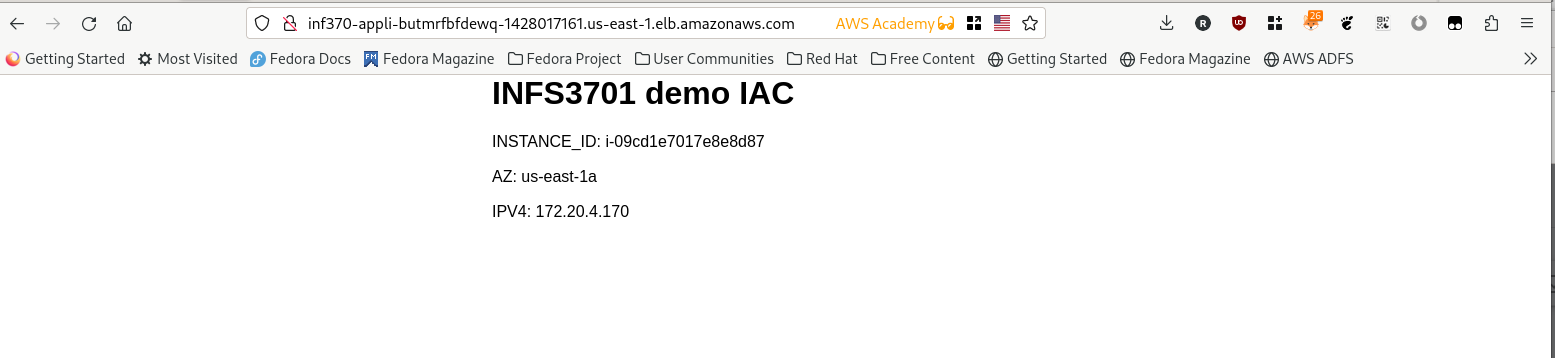 inf370-appli-butmrfbfdewq-1428017161.us-east-1.elb.amazonaws.com AWS Academy 26
Getting Started Most Visited Fedora Docs Fedora Magazine Fedora Project User Communities Red Hat Free Content Getting Started Fedora Magazine AWS ADFS
INFS3701 demo IAC
INSTANCE_ID: i-09cd1e7017e8e8d87
AZ: us-east-1a
IPV4: 172.20.4.170